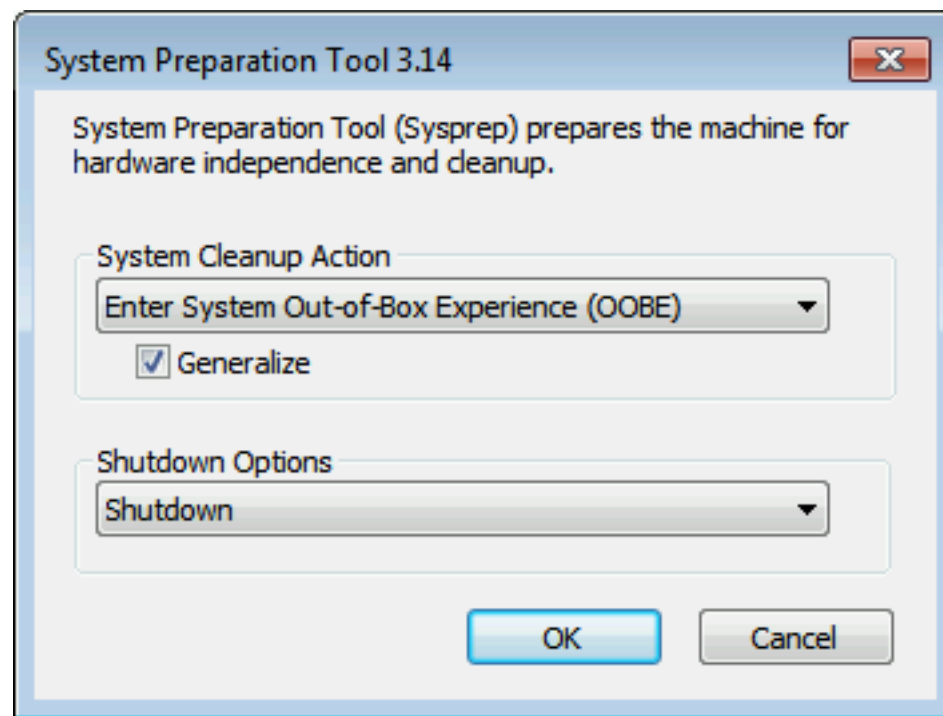 System Preparation Tool 3.14
System Preparation Tool (Sysprep) prepares the machine for
hardware independence and cleanup.
System Cleanup Action
Enter System Out-of-Box Experience (OOBE)
Generalize
Shutdown Options
Shutdown
OK
Cancel